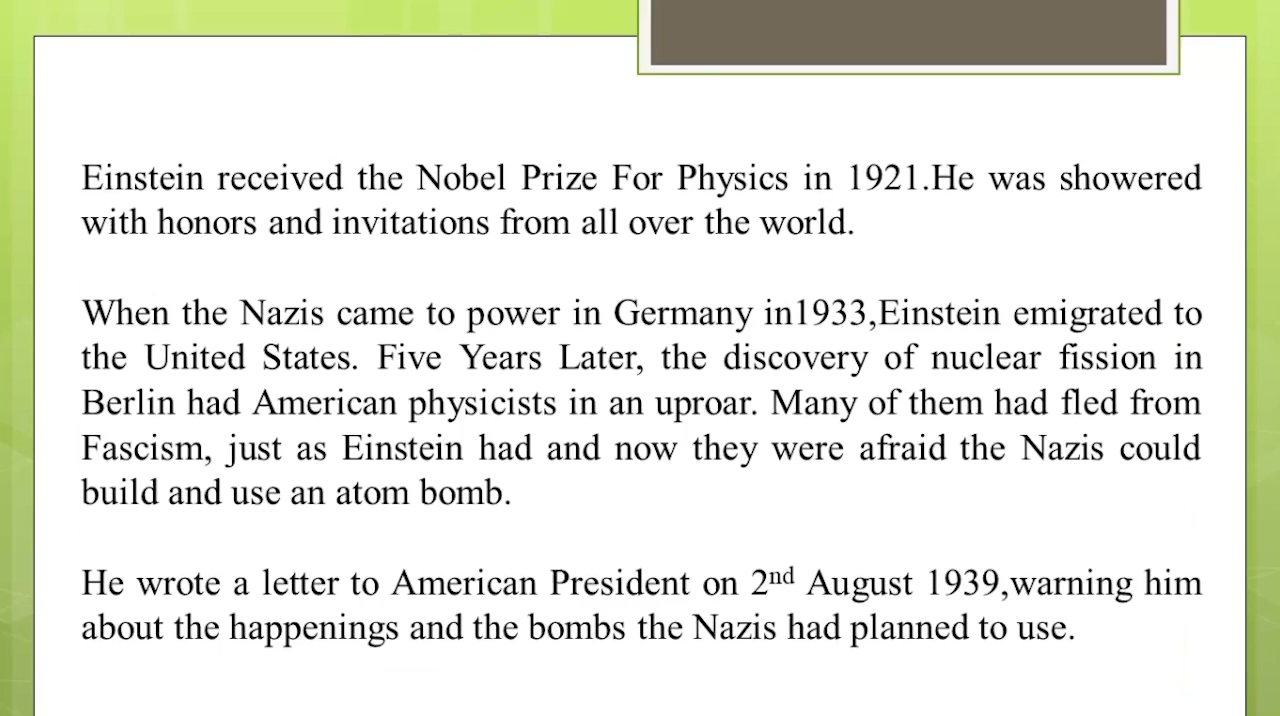 Einstein received the Nobel Prize For Physics in 1921.He was showered
with honors and invitations from all over the world.
When the Nazis came to power in Germany in1933,Einstein emigrated to
the United States. Five Years Later, the discovery of nuclear fission in
Berlin had American physicists in an uproar. Many of them had fled from
Fascism, just as Einstein had and now they were afraid the Nazis could
build and use an atom bomb.
He wrote a letter to American President on 2nd August 1939,warning him
about the happenings and the bombs the Nazis had planned to use.